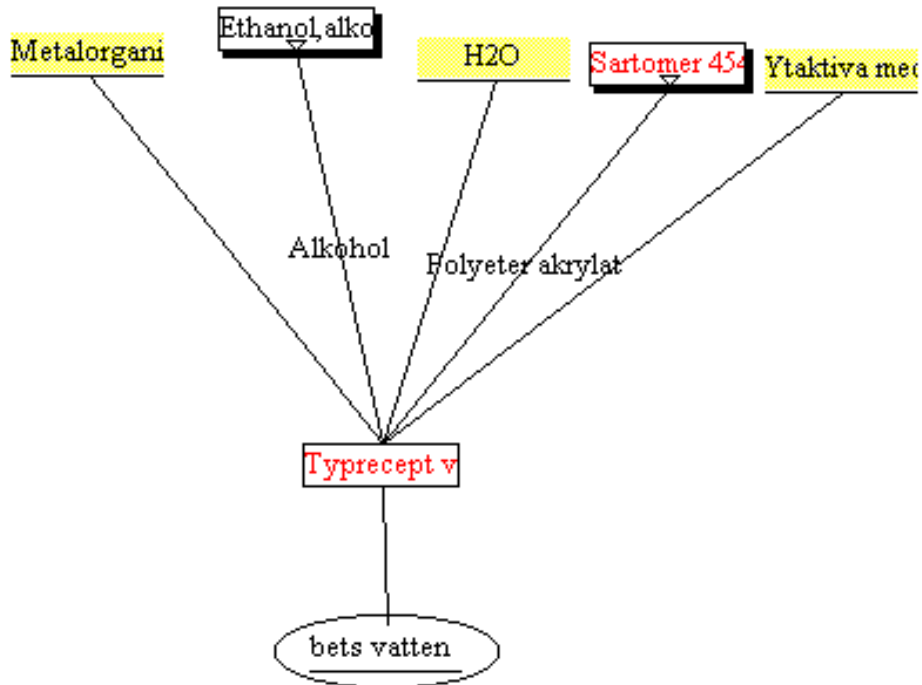 Metalorgani
Ethanol,alko
H2O
Sartomer 454
Ytaktiva med
Alkohol
Polyeter akrylat
Typrecept v
bets vatten